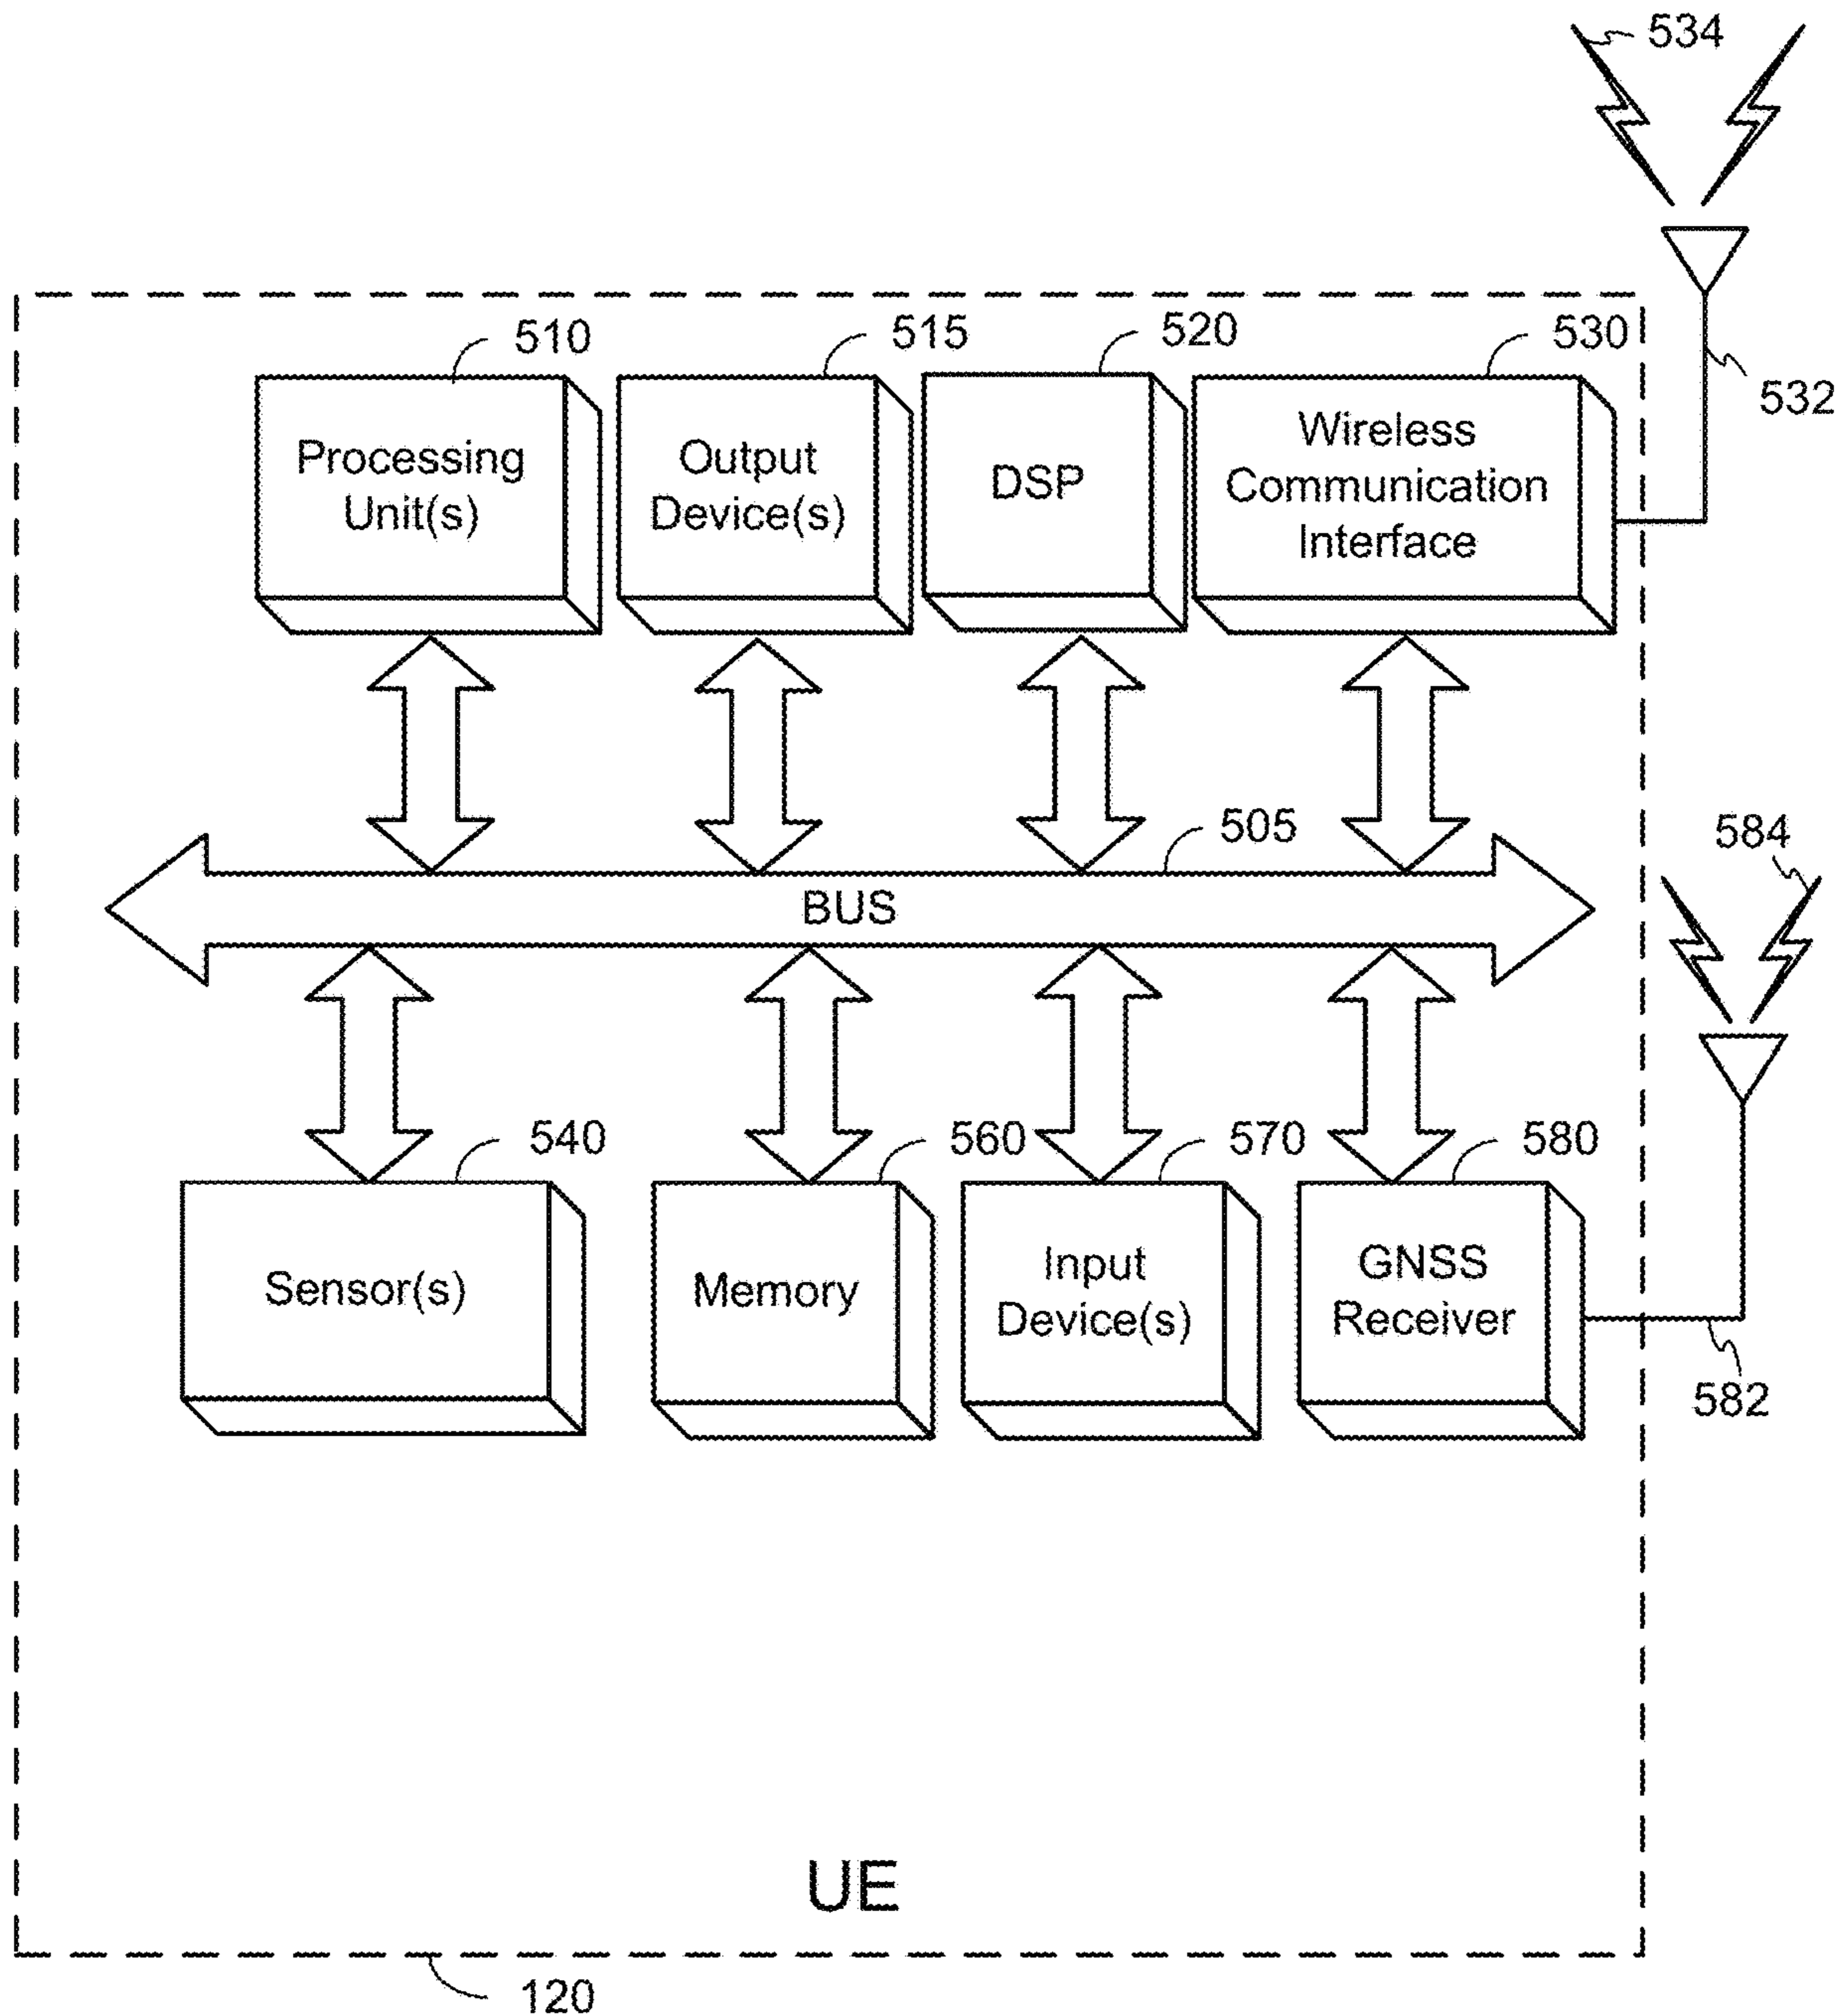 534
510
515
520
530
532
Processing
Unit(s)
Output
Device(s)
DSP
Wireless
Communication
Interface
505
584
BUS
540
560
570
580
Sensor(s)
Memory
Input
Device(s)
GNSS
Receiver
582
UE
120